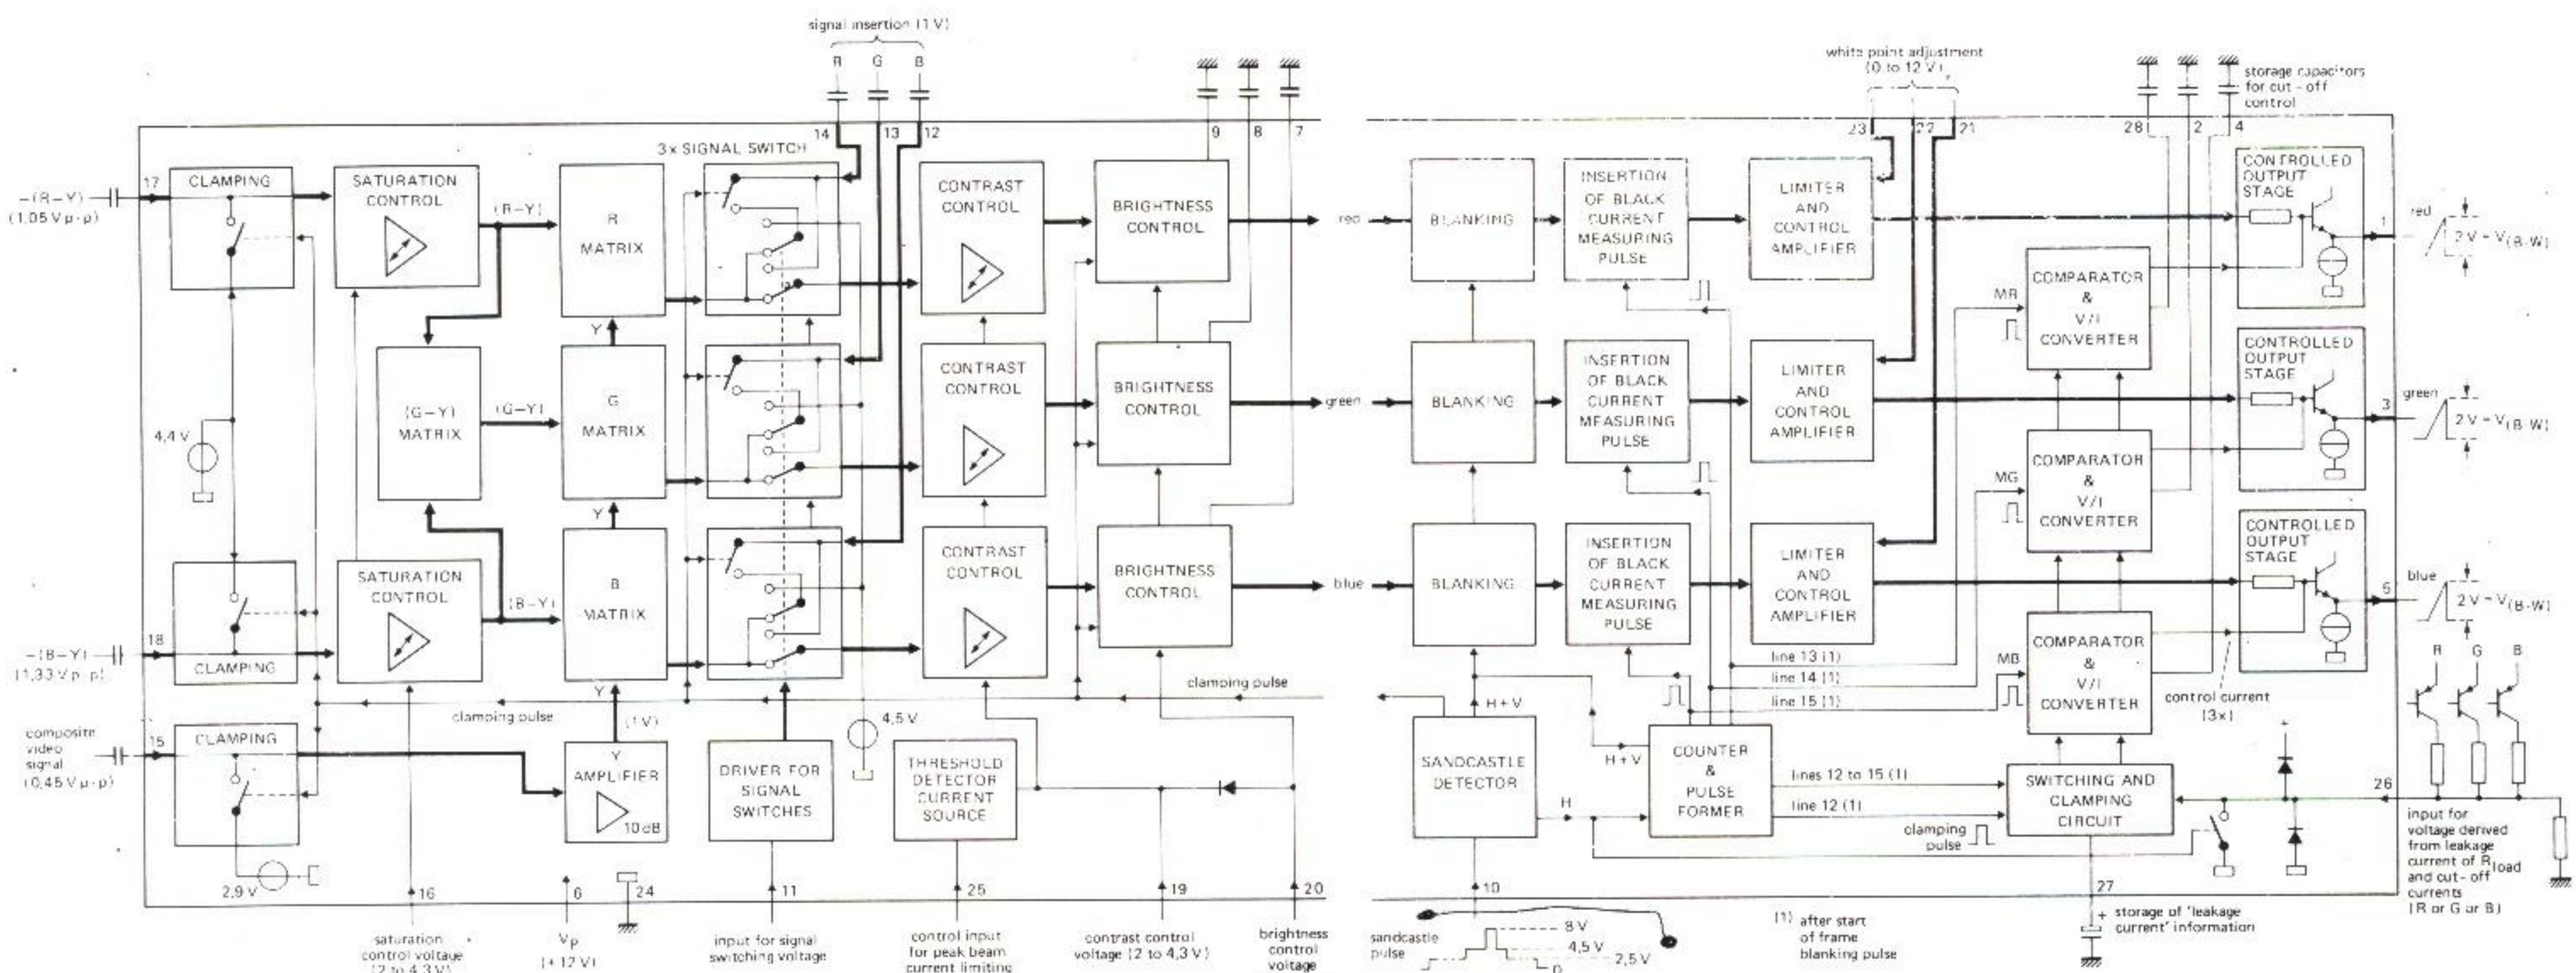 signal insertion (1 V)
R G B
white point adjustment
(0 to 12 V)
storage capacitors
for cut-off
control
14 13 12
9 8 7
23 22 21
28 2 4
3x SIGNAL SWITCH
-(R-Y)
(1,05 Vp-p)
17
CLAMPING
SATURATION
CONTROL
(R-Y)
R
MATRIX
CONTRAST
CONTROL
BRIGHTNESS
CONTROL
red
BLANKING
INSERTION
OF BLACK
CURRENT
MEASURING
PULSE
LIMITER
AND
CONTROL
AMPLIFIER
CONTROLLED
OUTPUT
STAGE
1
red
2 V = V(B-W)
MR
COMPARATOR
&
V/I
CONVERTER
Y
4,4 V
(G-Y)
MATRIX
(G-Y)
G
MATRIX
CONTRAST
CONTROL
BRIGHTNESS
CONTROL
green
BLANKING
INSERTION
OF BLACK
CURRENT
MEASURING
PULSE
LIMITER
AND
CONTROL
AMPLIFIER
CONTROLLED
OUTPUT
STAGE
3
green
2 V = V(B-W)
MG
COMPARATOR
&
V/I
CONVERTER
Y
-(B-Y)
(1,33 Vp-p)
18
CLAMPING
SATURATION
CONTROL
(B-Y)
B
MATRIX
CONTRAST
CONTROL
BRIGHTNESS
CONTROL
blue
BLANKING
INSERTION
OF BLACK
CURRENT
MEASURING
PULSE
LIMITER
AND
CONTROL
AMPLIFIER
CONTROLLED
OUTPUT
STAGE
5
blue
2 V = V(B-W)
MB
COMPARATOR
&
V/I
CONVERTER
line 13 (1)
line 14 (1)
line 15 (1)
control current
(3x)
R G B
Y
(1 V)
clamping pulse
clamping pulse
H+V
composite
video
signal
(0,45 Vp-p)
15
CLAMPING
2,9 V
Y
AMPLIFIER
10 dB
DRIVER FOR
SIGNAL
SWITCHES
4,5 V
THRESHOLD
DETECTOR
CURRENT
SOURCE
SANDCASTLE
DETECTOR
H+V
H
COUNTER
&
PULSE
FORMER
lines 12 to 15 (1)
line 12 (1)
clamping
pulse
SWITCHING AND
CLAMPING
CIRCUIT
+
26
input for
voltage derived
from leakage
current of Rload
and cut-off
currents
(R or G or B)
16
6
24
11
25
19
20
10
27
saturation
control voltage
(2 to 4,3 V)
Vp
(+12 V)
input for signal
switching voltage
control input
for peak beam
current limiting
contrast control
voltage (2 to 4,3 V)
brightness
control
voltage
sandcastle
pulse
8 V
4,5 V
2,5 V
0
(1) after start
of frame
blanking pulse
+ storage of 'leakage
current' information